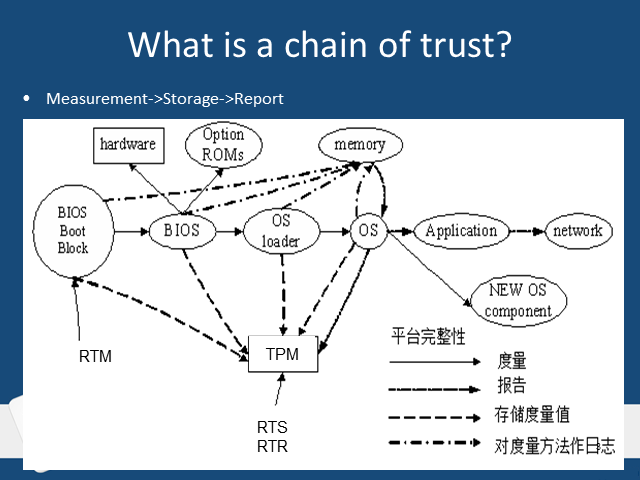 What is a chain of trust?
• Measurement->Storage->Report
hardware
Option
ROMs
memory
BIOS
Boot
Block
BIOS
OS
loader
OS
Application
network
NEW OS
component
TPM
RTM
RTS
RTR
平台完整性
度量
报告
存储度量值
对度量方法作日志